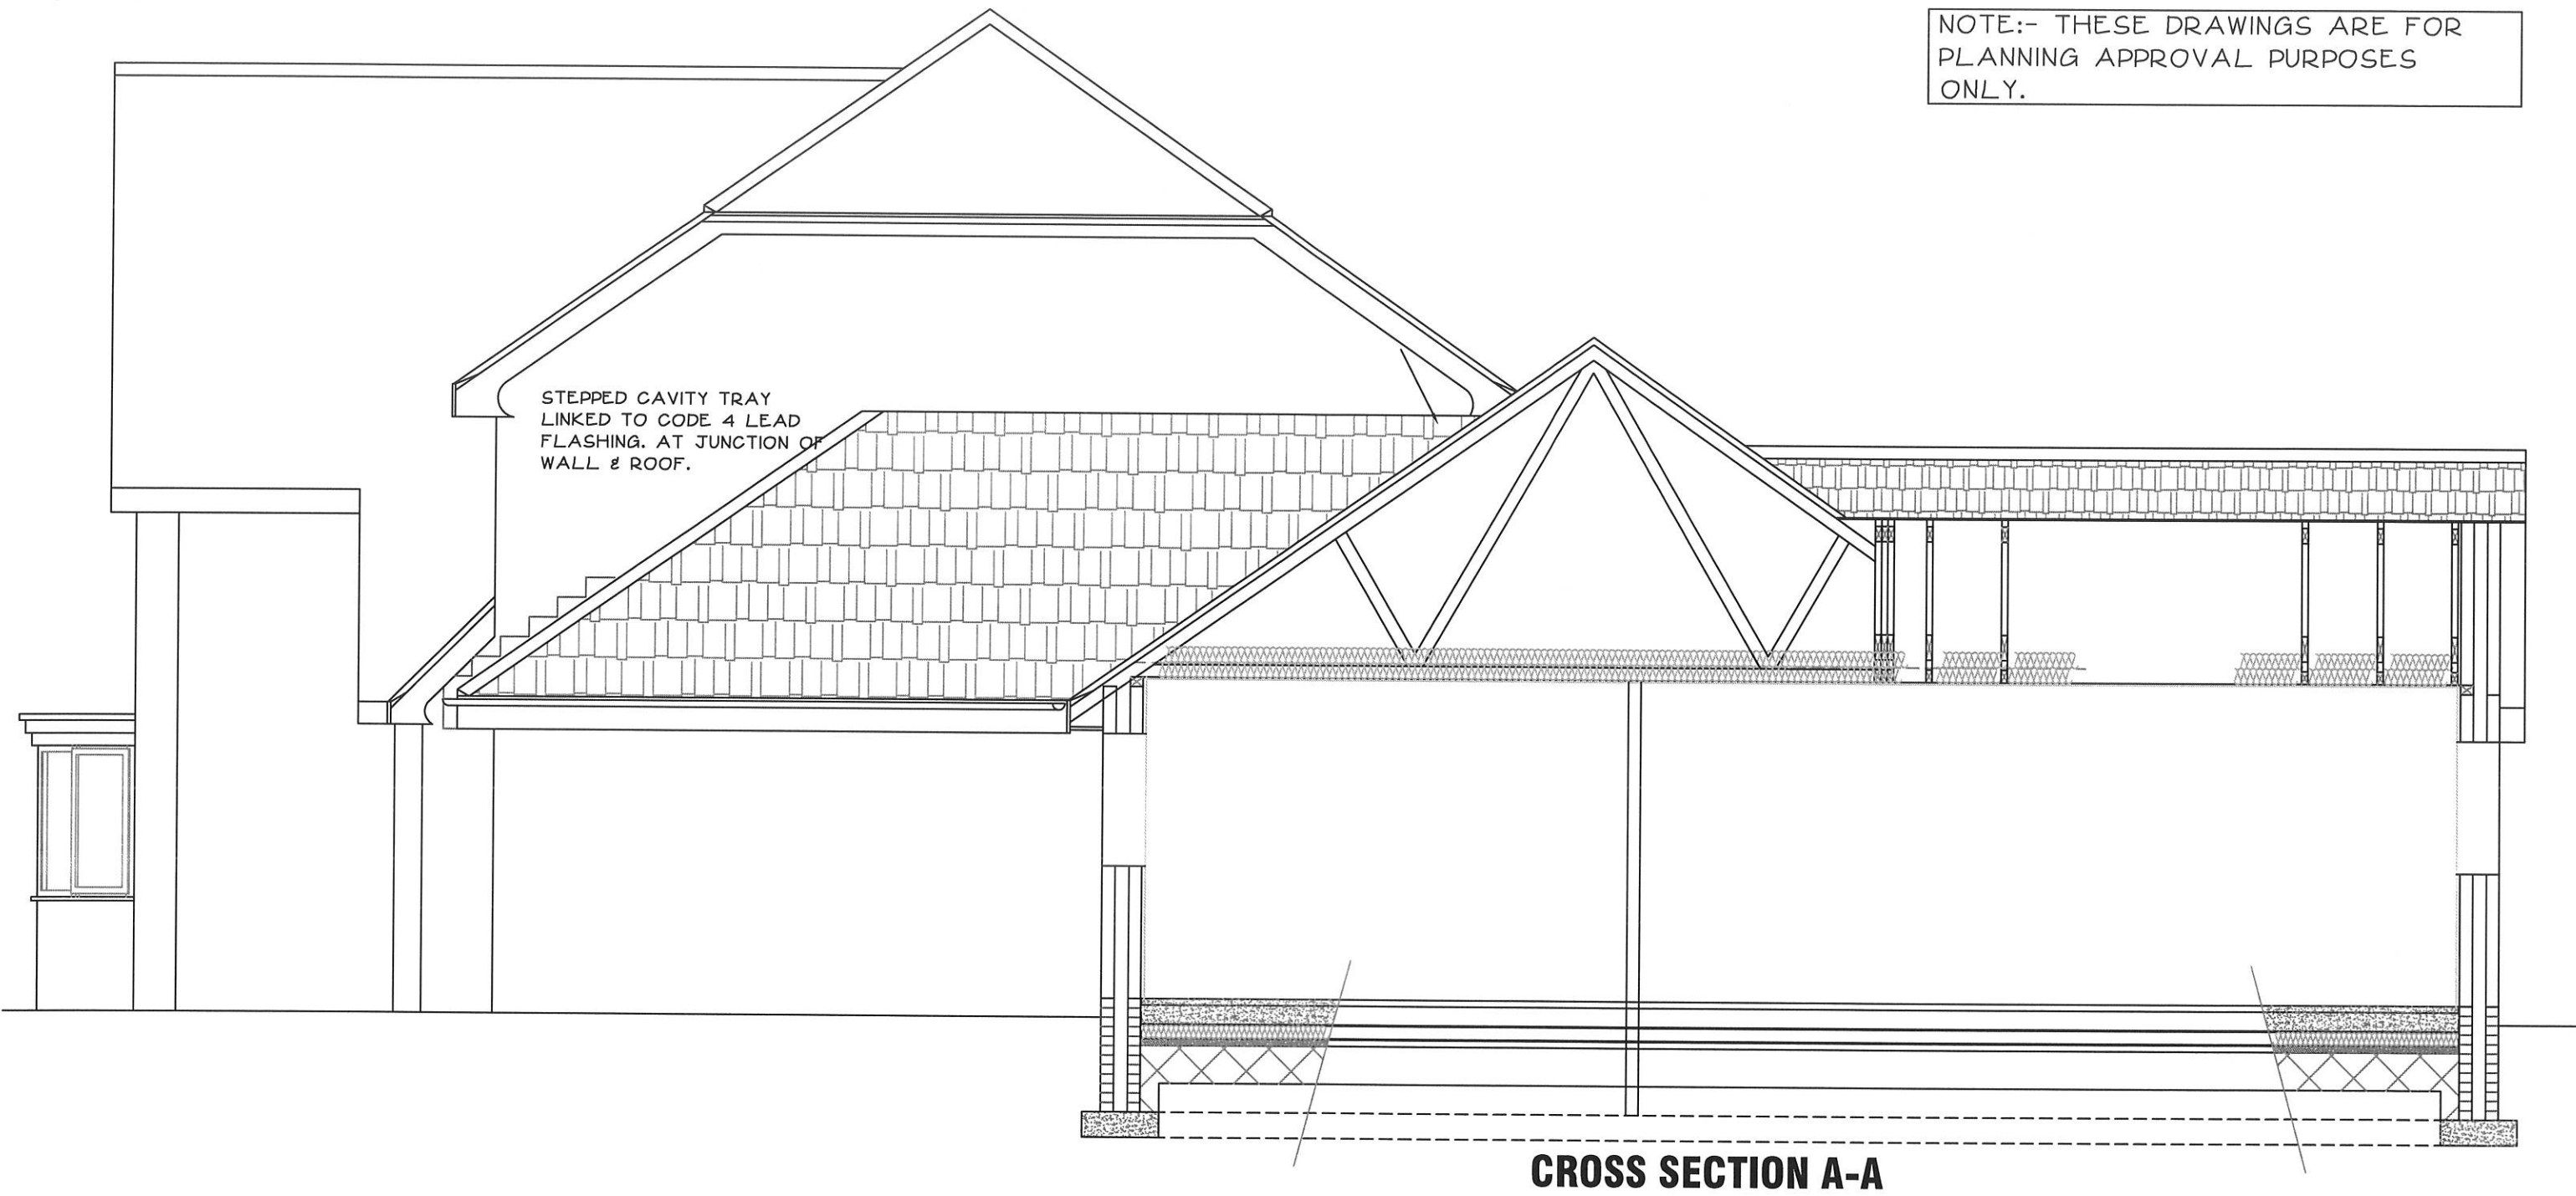 NOTE:- THESE DRAWINGS ARE FOR
PLANNING APPROVAL PURPOSES
ONLY.
STEPPED CAVITY TRAY
LINKED TO CODE 4 LEAD
FLASHING. AT JUNCTION OF
WALL & ROOF.
CROSS SECTION A-A